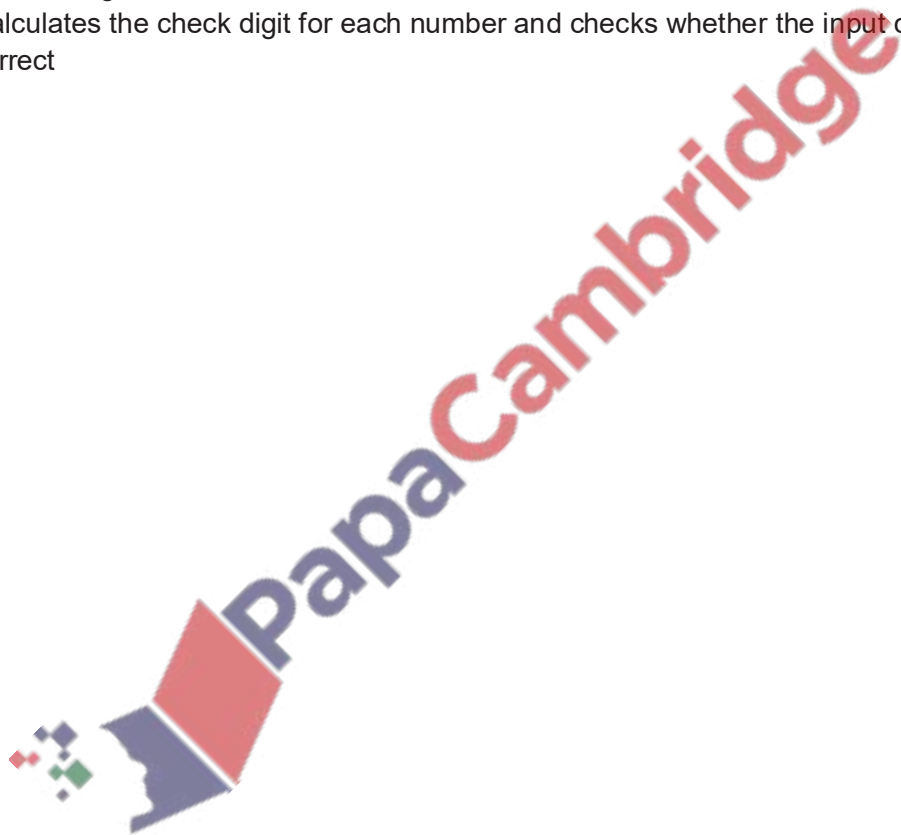 alculates the check digit for each number and checks whether the input
rrect
PapaCambridge